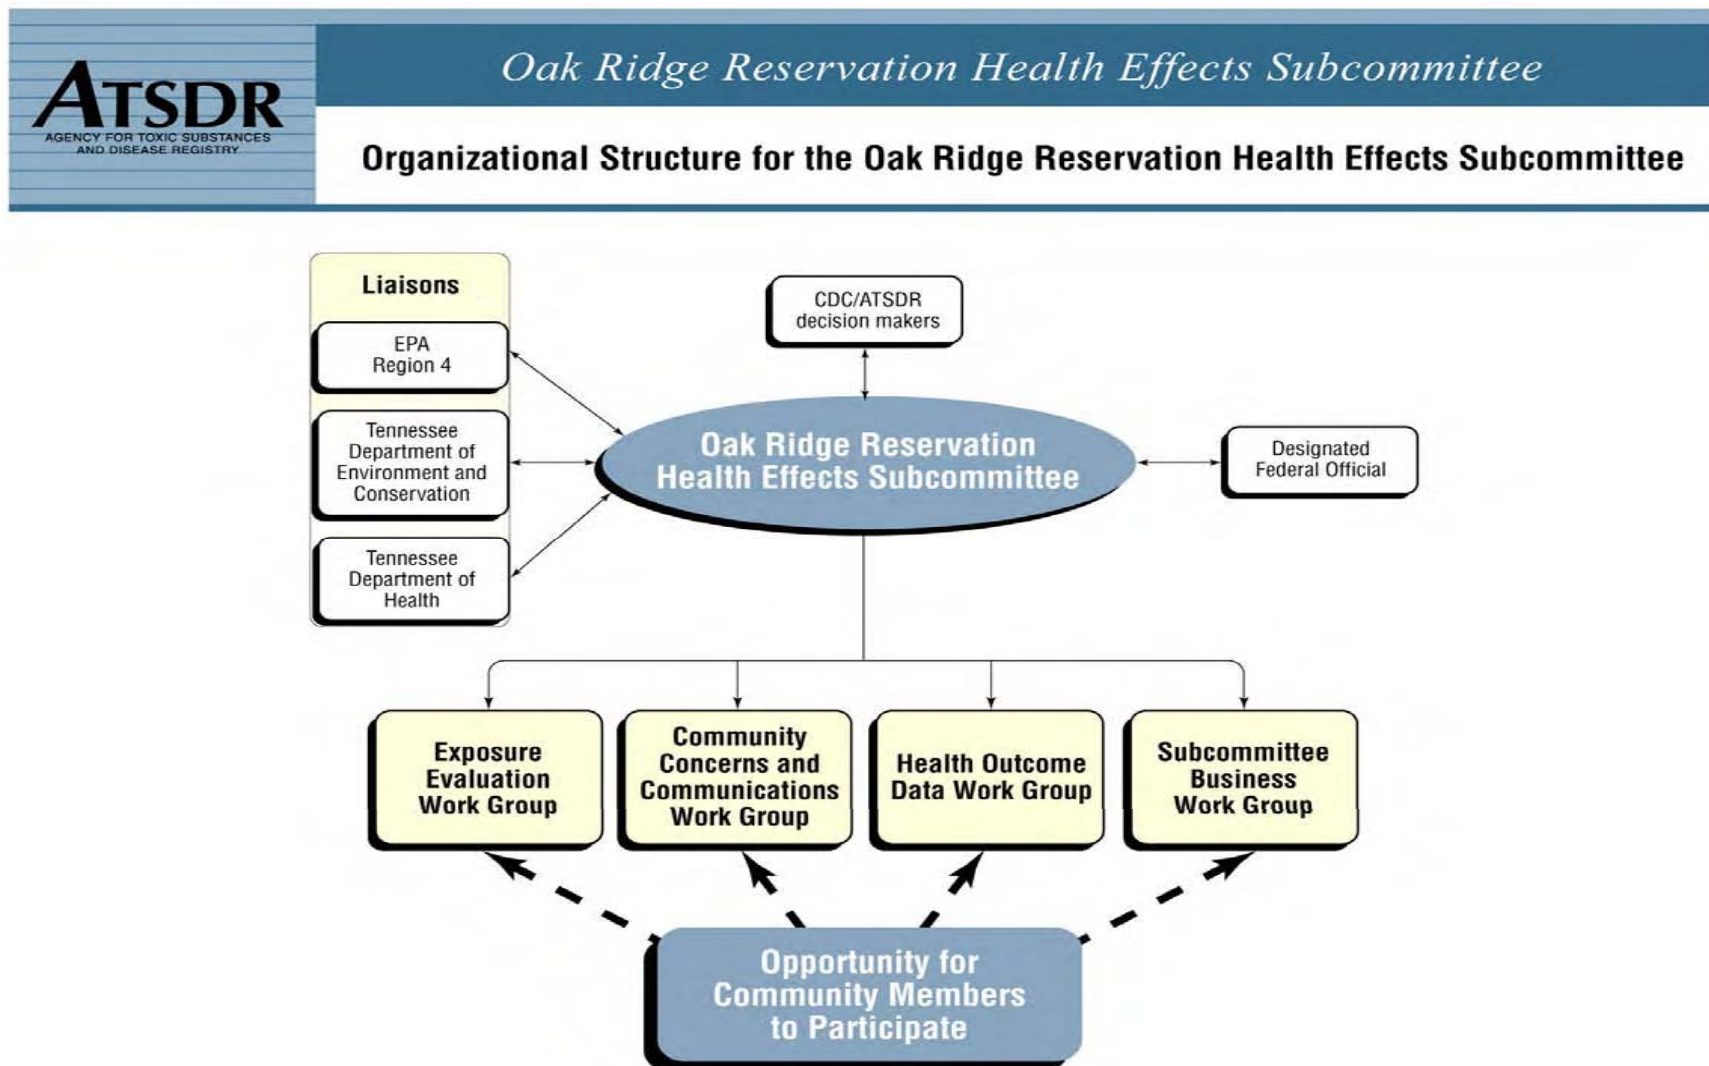 ATSDR
AGENCY FOR TOXIC SUBSTANCES
AND DISEASE REGISTRY
Oak Ridge Reservation Health Effects Subcommittee
Organizational Structure for the Oak Ridge Reservation Health Effects Subcommittee
Liaisons
EPA
Region 4
Tennessee
Department of
Environment and
Conservation
Tennessee
Department of
Health
CDC/ATSDR
decision makers
Oak Ridge Reservation
Health Effects Subcommittee
Designated
Federal Official
Exposure
Evaluation
Work Group
Community
Concerns and
Communications
Work Group
Health Outcome
Data Work Group
Subcommittee
Business
Work Group
Opportunity for
Community Members
to Participate